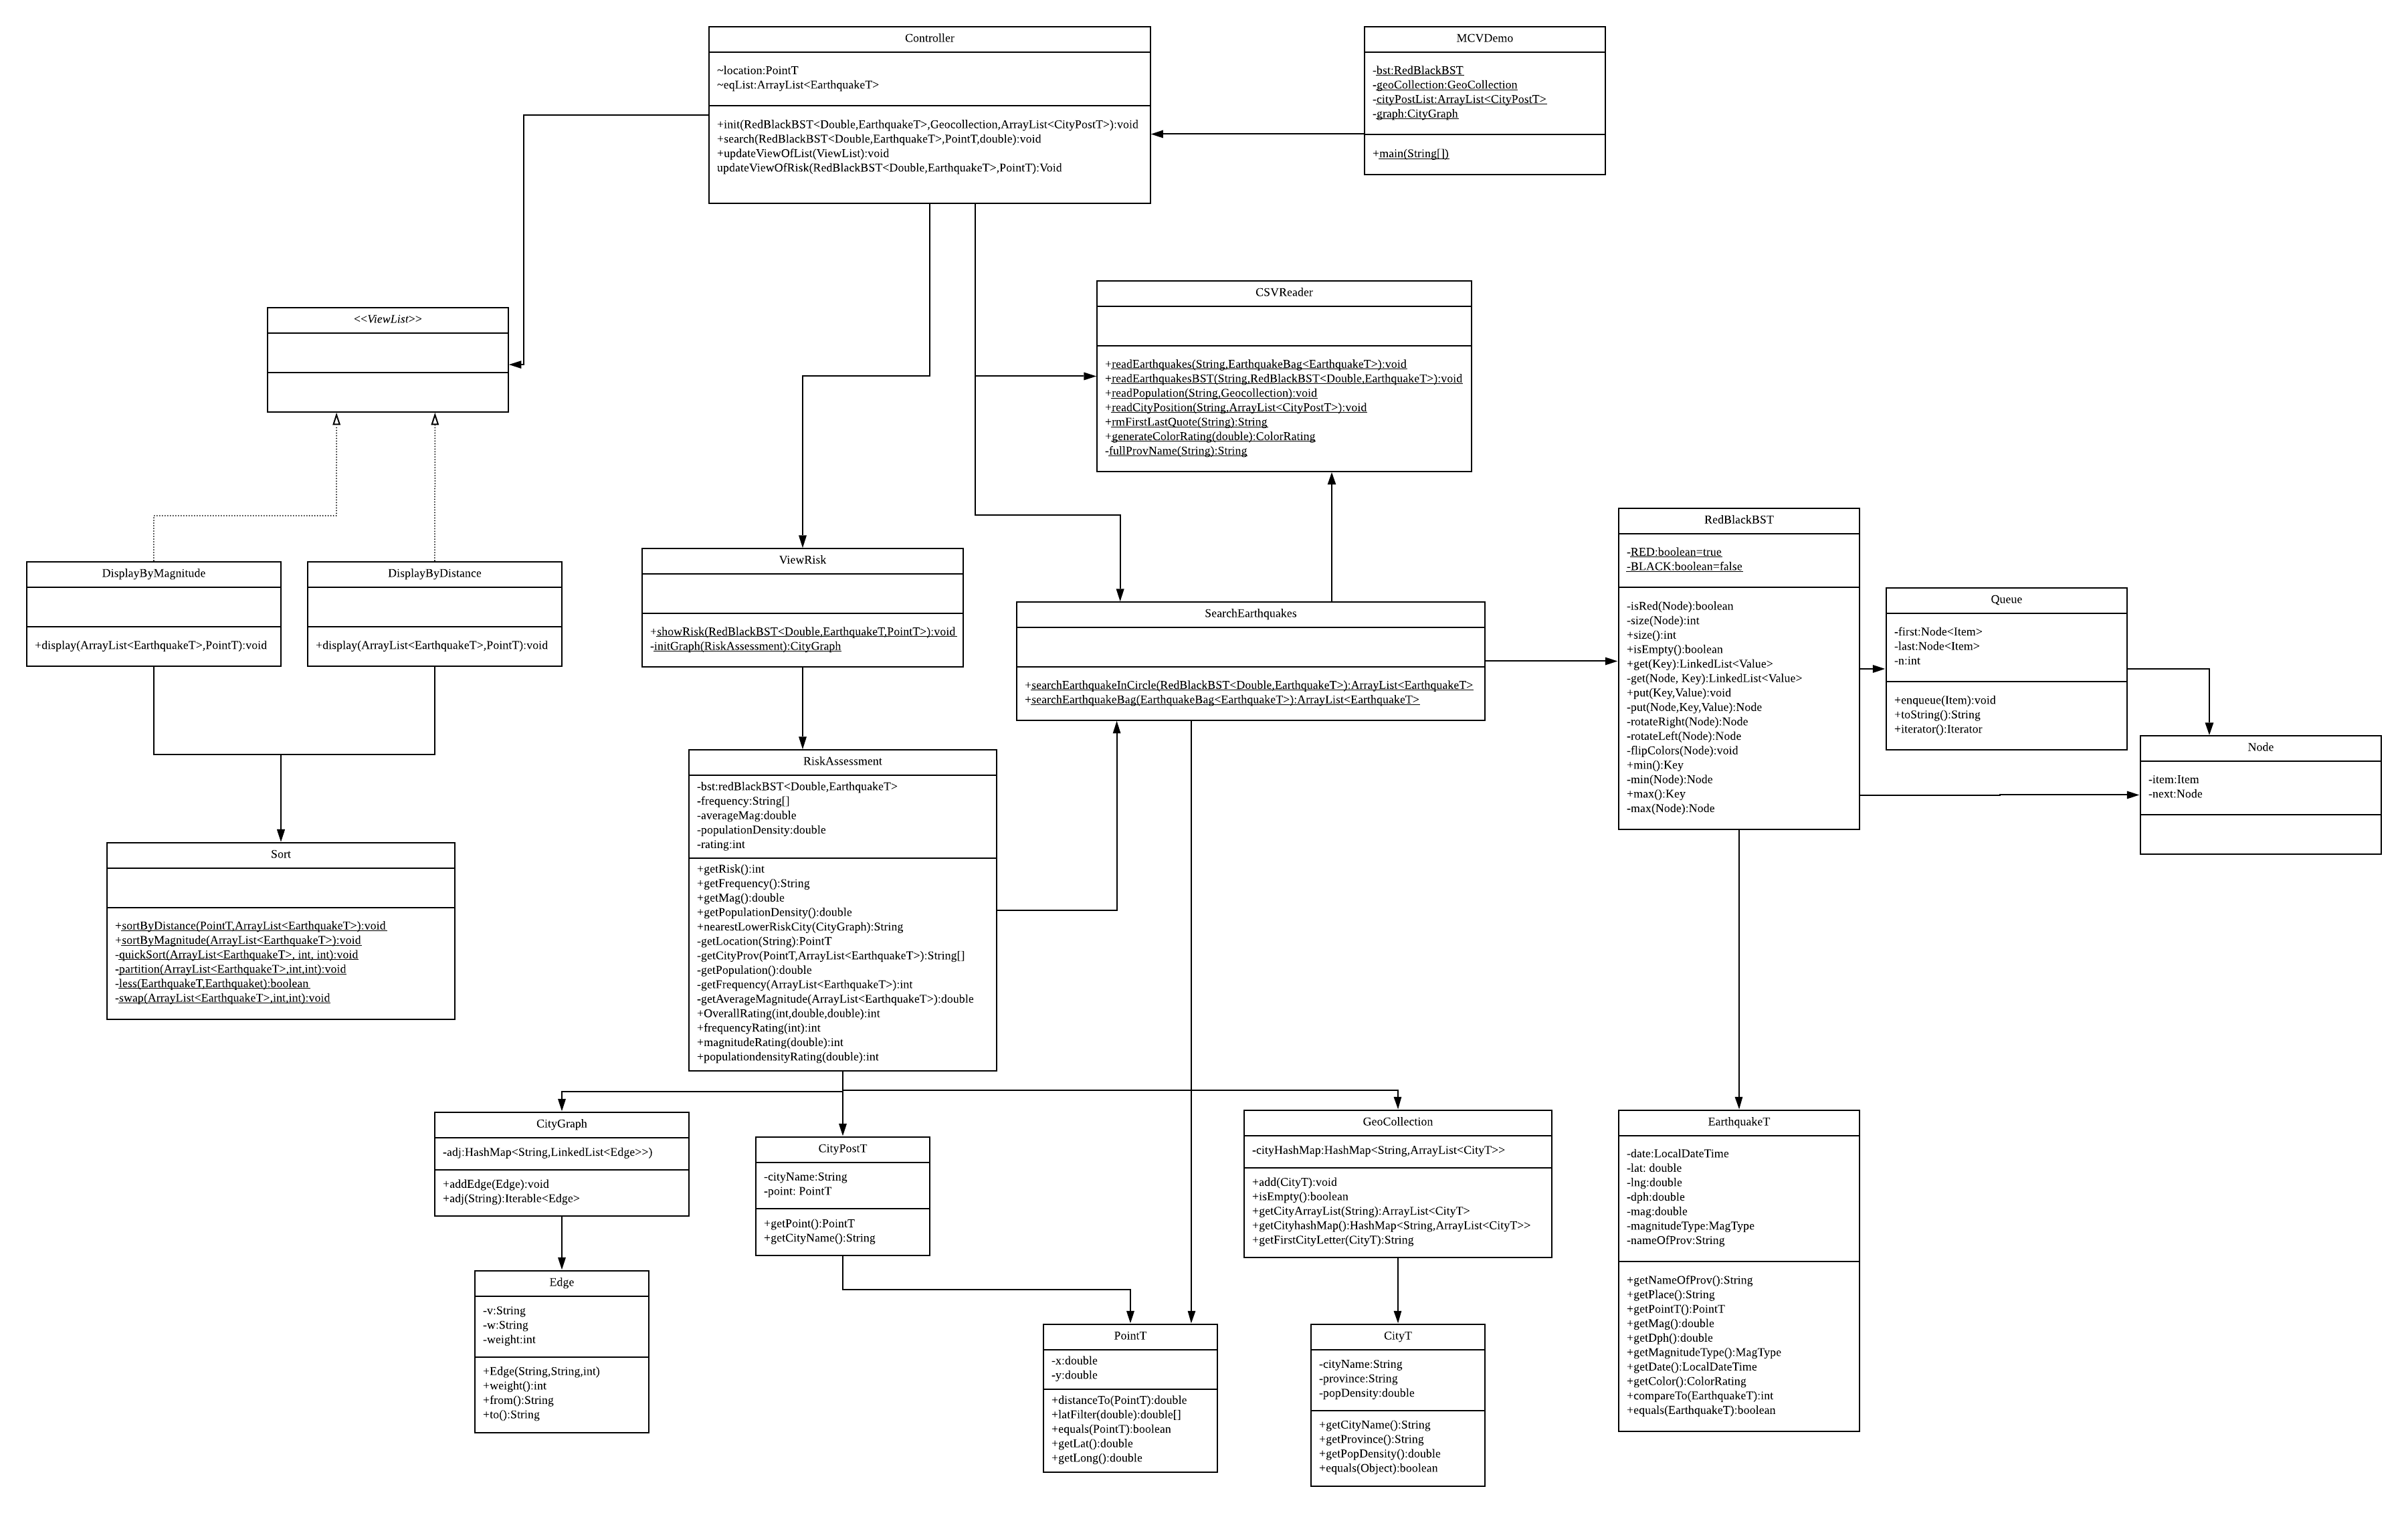 Controller
~location:PointT
~eqList:ArrayList<EarthquakeT>
+init(RedBlackBST<Double,EarthquakeT>,Geocollection,ArrayList<CityPostT>):void
+search(RedBlackBST<Double,EarthquakeT>,PointT,double):void
+updateViewOfList(ViewList):void
updateViewOfRisk(RedBlackBST<Double,EarthquakeT>,PointT):Void
MCVDemo
-bst:RedBlackBST
-geoCollection:GeoCollection
-cityPostList:ArrayList<CityPostT>
-graph:CityGraph
+main(String[])
<<ViewList>>
CSVReader
+readEarthquakes(String,EarthquakeBag<EarthquakeT>):void
+readEarthquakesBST(String,RedBlackBST<Double,EarthquakeT>):void
+readPopulation(String,Geocollection):void
+readCityPosition(String,ArrayList<CityPostT>):void
+rmFirstLastQuote(String):String
+generateColorRating(double):ColorRating
-fullProvName(String):String
DisplayByMagnitude
+display(ArrayList<EarthquakeT>,PointT):void
DisplayByDistance
+display(ArrayList<EarthquakeT>,PointT):void
ViewRisk
+showRisk(RedBlackBST<Double,EarthquakeT,PointT>):void
-initGraph(RiskAssessment):CityGraph
SearchEarthquakes
+searchEarthquakeInCircle(RedBlackBST<Double,EarthquakeT>):ArrayList<EarthquakeT>
+searchEarthquakeBag(EarthquakeBag<EarthquakeT>):ArrayList<EarthquakeT>
RedBlackBST
-RED:boolean=true
-BLACK:boolean=false
-isRed(Node):boolean
-size(Node):int
+size():int
+isEmpty():boolean
+get(Key):LinkedList<Value>
-get(Node, Key):LinkedList<Value>
+put(Key,Value):void
-put(Node,Key,Value):Node
-rotateRight(Node):Node
-rotateLeft(Node):Node
-flipColors(Node):void
+min():Key
-min(Node):Node
+max():Key
-max(Node):Node
Queue
-first:Node<Item>
-last:Node<Item>
-n:int
+enqueue(Item):void
+toString():String
+iterator():Iterator
Node
-item:Item
-next:Node
RiskAssessment
-bst:redBlackBST<Double,EarthquakeT>
-frequency:String[]
-averageMag:double
-populationDensity:double
-rating:int
+getRisk():int
+getFrequency():String
+getMag():double
+getPopulationDensity():double
+nearestLowerRiskCity(CityGraph):String
-getLocation(String):PointT
-getCityProv(PointT,ArrayList<EarthquakeT>):String[]
-getPopulation():double
-getFrequency(ArrayList<EarthquakeT>):int
-getAverageMagnitude(ArrayList<EarthquakeT>):double
+OverallRating(int,double,double):int
+frequencyRating(int):int
+magnitudeRating(double):int
+populationdensityRating(double):int
Sort
+sortByDistance(PointT,ArrayList<EarthquakeT>):void
+sortByMagnitude(ArrayList<EarthquakeT>):void
-quickSort(ArrayList<EarthquakeT>, int, int):void
-partition(ArrayList<EarthquakeT>,int,int):void
-less(EarthquakeT,Earthquaket):boolean
-swap(ArrayList<EarthquakeT>,int,int):void
CityGraph
-adj:HashMap<String,LinkedList<Edge>>)
+addEdge(Edge):void
+adj(String):Iterable<Edge>
CityPostT
-cityName:String
-point: PointT
+getPoint():PointT
+getCityName():String
GeoCollection
-cityHashMap:HashMap<String,ArrayList<CityT>>
+add(CityT):void
+isEmpty():boolean
+getCityArrayList(String):ArrayList<CityT>
+getCityhashMap():HashMap<String,ArrayList<CityT>>
+getFirstCityLetter(CityT):String
EarthquakeT
-date:LocalDateTime
-lat: double
-lng:double
-dph:double
-mag:double
-magnitudeType:MagType
-nameOfProv:String
+getNameOfProv():String
+getPlace():String
+getPointT():PointT
+getMag():double
+getDph():double
+getMagnitudeType():MagType
+getDate():LocalDateTime
+getColor():ColorRating
+compareTo(EarthquakeT):int
+equals(EarthquakeT):boolean
Edge
-v:String
-w:String
-weight:int
+Edge(String,String,int)
+weight():int
+from():String
+to():String
PointT
-x:double
-y:double
+distanceTo(PointT):double
+latFilter(double):double[]
+equals(PointT):boolean
+getLat():double
+getLong():double
CityT
-cityName:String
-province:String
-popDensity:double
+getCityName():String
+getProvince():String
+getPopDensity():double
+equals(Object):boolean